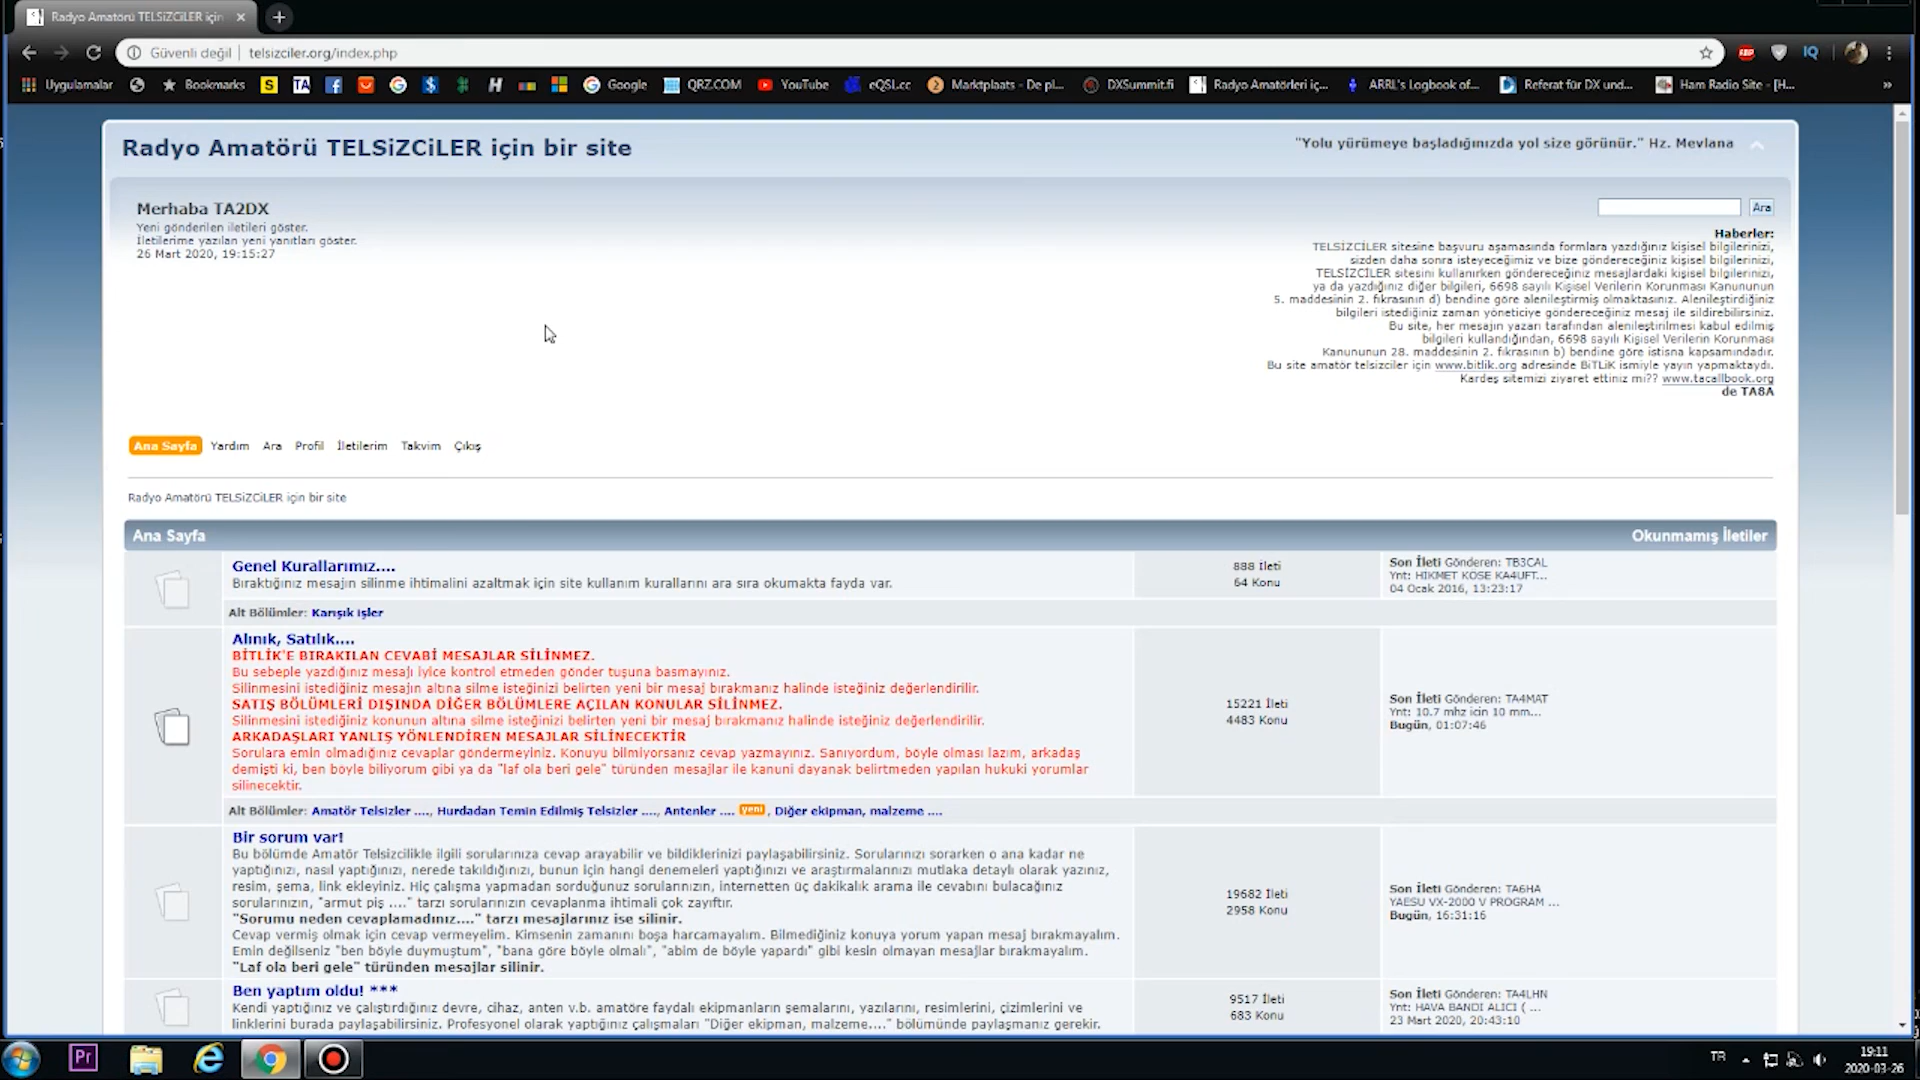 Radyo Amatörü TELSİZCİLER için
Güvenli değil | telsizciler.org/index.php
Uygulamalar Bookmarks S TA Google QRZ.COM YouTube eQSL.cc Marktplaats - De pl... DXSummit.fi Radyo Amatörleri iç... ARRL's Logbook of... Referat für DX und... Ham Radio Site - [H... »
Radyo Amatörü TELSiZCiLER için bir site
"Yolu yürümeye başladığınızda yol size görünür." Hz. Mevlana
Merhaba TA2DX
Yeni gönderilen iletileri göster.
İletilerime yazılan yeni yanıtları göster.
26 Mart 2020, 19:15:27
Ara
Haberler:
TELSİZCİLER sitesine başvuru aşamasında formlara yazdığınız kişisel bilgilerinizi,
sizden daha sonra isteyeceğimiz ve bize göndereceğiniz kişisel bilgilerinizi,
TELSİZCİLER sitesini kullanırken göndereceğiniz mesajlardaki kişisel bilgilerinizi,
ya da yazdığınız diğer bilgileri, 6698 sayılı Kişisel Verilerin Korunması Kanununun
5. maddesinin 2. fıkrasının d) bendine göre alenileştirmiş olmaktasınız. Alenileştirdiğiniz
bilgileri istediğiniz zaman yöneticiye göndereceğiniz mesaj ile sildirebilirsiniz.
Bu site, her mesajın yazarı tarafından alenileştirilmesi kabul edilmiş
bilgileri kullandığından, 6698 sayılı Kişisel Verilerin Korunması
Kanununun 28. maddesinin 2. fıkrasının b) bendine göre istisna kapsamındadır.
Bu site amatör telsizciler için www.bitlik.org adresinde BiTLiK ismiyle yayın yapmaktaydı.
Kardeş sitemizi ziyaret ettiniz mi?? www.tacallbook.org
de TA8A
Ana Sayfa Yardım Ara Profil İletilerim Takvim Çıkış
Radyo Amatörü TELSiZCiLER için bir site
Ana Sayfa Okunmamış İletiler
Genel Kurallarımız....
Bıraktığınız mesajın silinme ihtimalini azaltmak için site kullanım kurallarını ara sıra okumakta fayda var.
888 İleti
64 Konu
Son İleti Gönderen: TB3CAL
Ynt: HIKMET KOSE KA4UFT...
04 Ocak 2016, 13:23:17
Alt Bölümler: Karışık işler
Alınık, Satılık....
BİTLİK'E BIRAKILAN CEVABİ MESAJLAR SİLİNMEZ.
Bu sebeple yazdığınız mesajı iyice kontrol etmeden gönder tuşuna basmayınız.
Silinmesini istediğiniz mesajın altına silme isteğinizi belirten yeni bir mesaj bırakmanız halinde isteğiniz değerlendirilir.
SATIŞ BÖLÜMLERİ DIŞINDA DİĞER BÖLÜMLERE AÇILAN KONULAR SİLİNMEZ.
Silinmesini istediğiniz konunun altına silme isteğinizi belirten yeni bir mesaj bırakmanız halinde isteğiniz değerlendirilir.
ARKADAŞLARI YANLIŞ YÖNLENDİREN MESAJLAR SİLİNECEKTİR
Sorulara emin olmadığınız cevaplar göndermeyiniz. Konuyu bilmiyorsanız cevap yazmayınız. Sanıyordum, böyle olması lazım, arkadaş
demişti ki, ben böyle biliyorum gibi ya da "laf ola beri gele" türünden mesajlar ile kanuni dayanak belirtmeden yapılan hukuki yorumlar
silinecektir.
15221 İleti
4483 Konu
Son İleti Gönderen: TA4MAT
Ynt: 10.7 mhz icin 10 mm...
Bugün, 01:07:46
Alt Bölümler: Amatör Telsizler ...., Hurdadan Temin Edilmiş Telsizler ...., Antenler .... yeni , Diğer ekipman, malzeme ....
Bir sorum var!
Bu bölümde Amatör Telsizcilikle ilgili sorularınıza cevap arayabilir ve bildiklerinizi paylaşabilirsiniz. Sorularınızı sorarken o ana kadar ne
yaptığınızı, nasıl yaptığınızı, nerede takıldığınızı, bunun için hangi denemeleri yaptığınızı ve araştırmalarınızı mutlaka detaylı olarak yazınız,
resim, şema, link ekleyiniz. Hiç çalışma yapmadan sorduğunuz sorularınızın, internetten üç dakikalık arama ile cevabını bulacağınız
sorularınızın, "armut piş ...." tarzı sorularınızın cevaplanma ihtimali çok zayıftır.
"Sorumu neden cevaplamadınız...." tarzı mesajlarınız ise silinir.
Cevap vermiş olmak için cevap vermeyelim. Kimsenin zamanını boşa harcamayalım. Bilmediğiniz konuya yorum yapan mesaj bırakmayalım.
Emin değilseniz "ben böyle duymuştum", "bana göre böyle olmalı", "abim de böyle yapardı" gibi kesin olmayan mesajlar bırakmayalım.
"Laf ola beri gele" türünden mesajlar silinir.
19682 İleti
2958 Konu
Son İleti Gönderen: TA6HA
YAESU VX-2000 V PROGRAM ...
Bugün, 16:31:16
Ben yaptım oldu! ***
Kendi yaptığınız ve çalıştırdığınız devre, cihaz, anten v.b. amatöre faydalı ekipmanların şemalarını, yazılarını, resimlerini, çizimlerini ve
linklerini burada paylaşabilirsiniz. Profesyonel olarak yaptığınız çalışmaları "Diğer ekipman, malzeme...." bölümünde paylaşmanız gerekir.
9517 İleti
683 Konu
Son İleti Gönderen: TA4LHN
Ynt: HAVA BANDI ALICI ( ...
23 Mart 2020, 20:43:10
Pr
TR
19:11
2020-03-26